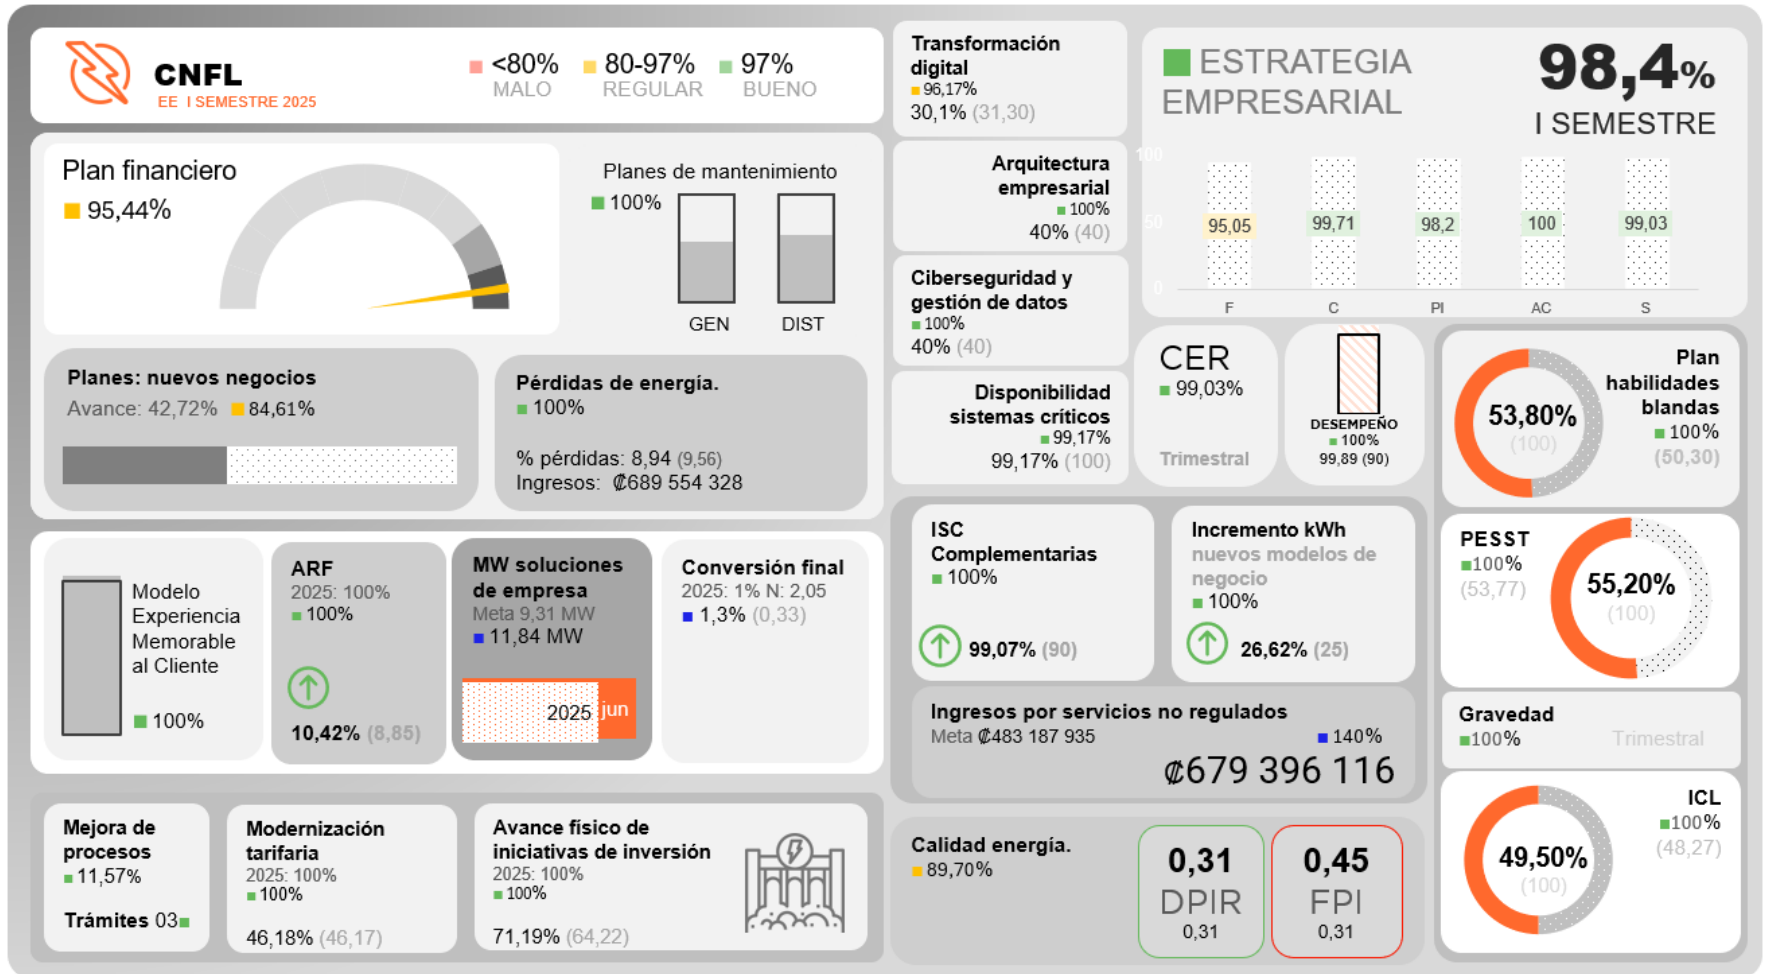 CNFL
EE I SEMESTRE 2025
<80%
MALO
80-97%
REGULAR
97%
BUENO
Plan financiero
95,44%
Planes de mantenimiento
100%
GEN
DIST
Planes: nuevos negocios
Avance: 42,72% 84,61%
Pérdidas de energía.
100%
% pérdidas: 8,94 (9,56)
Ingresos: ₡689 554 328
Modelo
Experiencia
Memorable
al Cliente
100%
ARF
2025: 100%
100%
10,42% (8,85)
MW soluciones
de empresa
Meta 9,31 MW
11,84 MW
2025 jun
Conversión final
2025: 1% N: 2,05
1,3% (0,33)
Mejora de
procesos
11,57%
Trámites 03
Modernización
tarifaria
2025: 100%
100%
46,18% (46,17)
Avance físico de
iniciativas de inversión
2025: 100%
100%
71,19% (64,22)
Transformación
digital
96,17%
30,1% (31,30)
Arquitectura
empresarial
100%
40% (40)
Ciberseguridad y
gestión de datos
100%
40% (40)
Disponibilidad
sistemas críticos
99,17%
99,17% (100)
ESTRATEGIA
EMPRESARIAL
98,4%
I SEMESTRE
100
50
0
95,05
99,71
98,2
100
99,03
F
C
PI
AC
S
CER
99,03%
Trimestral
DESEMPEÑO
100%
99,89 (90)
Plan
habilidades
blandas
100%
(50,30)
53,80%
(100)
PESST
100%
(53,77)
55,20%
(100)
Gravedad
100%
Trimestral
ICL
100%
(48,27)
49,50%
(100)
ISC
Complementarias
100%
99,07% (90)
Incremento kWh
nuevos modelos de
negocio
100%
26,62% (25)
Ingresos por servicios no regulados
Meta ₡483 187 935
140%
₡679 396 116
Calidad energía.
89,70%
0,31
DPIR
0,31
0,45
FPI
0,31